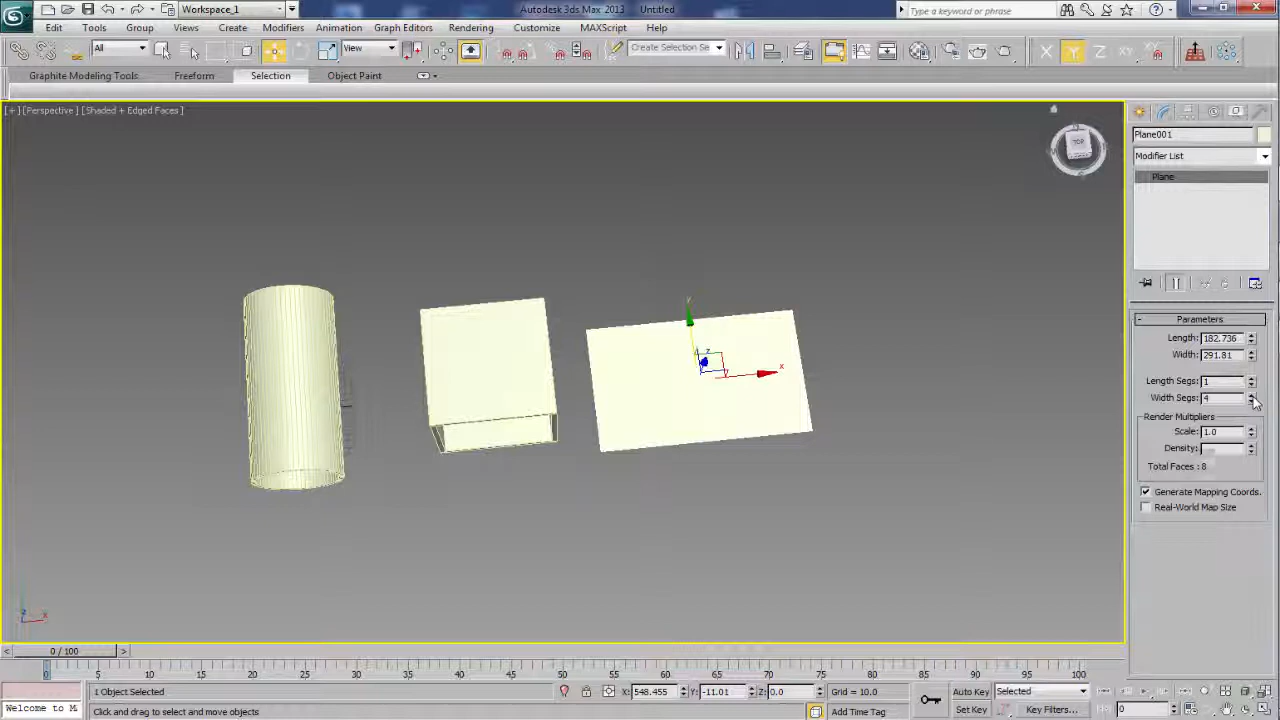 Workspace_1
Autodesk 3ds Max 2013
Untitled
Type a keyword or phrase
Edit Tools Group Views Create Modifiers Animation Graph Editors Rendering Customize MAXScript Help
All
View
Create Selection Se
X Y Z XY
Graphite Modeling Tools Freeform Selection Object Paint
[+] [Perspective] [Shaded + Edged Faces]
TOP
Plane001
Modifier List
Plane
- Parameters
Length: 182.736
Width: 291.81
Length Segs: 1
Width Segs: 4
Render Multipliers
Scale: 1.0
Density:
Total Faces : 8
Generate Mapping Coords.
Real-World Map Size
y
z
x
z
x
< 0 / 100 >
0 5 10 15 20 25 30 35 40 45 50 55 60 65 70 75 80 85 90 95 100
1 Object Selected
X: 548.455 Y: -11.01 Z: 0.0
Grid = 10.0
Auto Key
Selected
Welcome to M
Click and drag to select and move objects
Add Time Tag
Set Key
Key Filters...
0